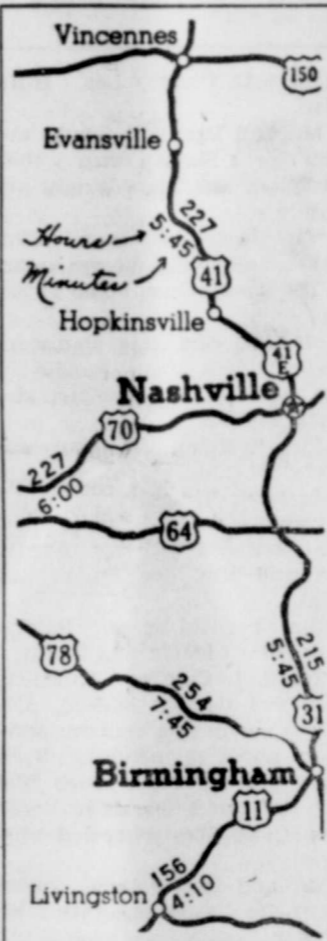 Vincennes
150
Evansville
227
5:45
Hours
Minutes
41
Hopkinsville
41
E
Nashville
70
227
6:00
64
215
5:45
78
254
7:45
31
Birmingham
11
156
4:10
Livingston